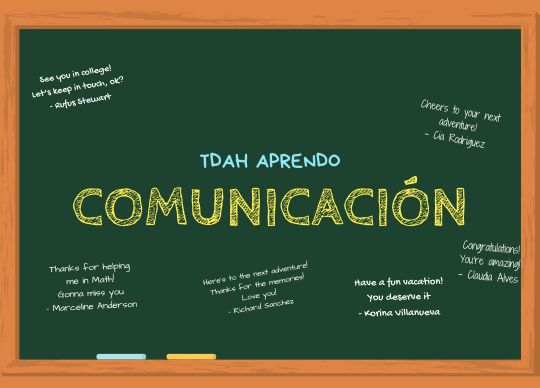 See you in college!
Let's keep in touch, OK?
- Rufus Stewart
Cheers to your next
adventure!
- Cia Rodriguez
TDAH APRENDO
COMUNICACIÓN
Congratulations!
You're amazing!
- Claudia Alves
Thanks for helping
me in Math!
Gonna miss you
- Marceline Anderson
Here's to the next adventure!
Thanks for the memories!
Love you!
- Richard Sanchez
Have a fun vacation!
You deserve it
- Korina Villanueva